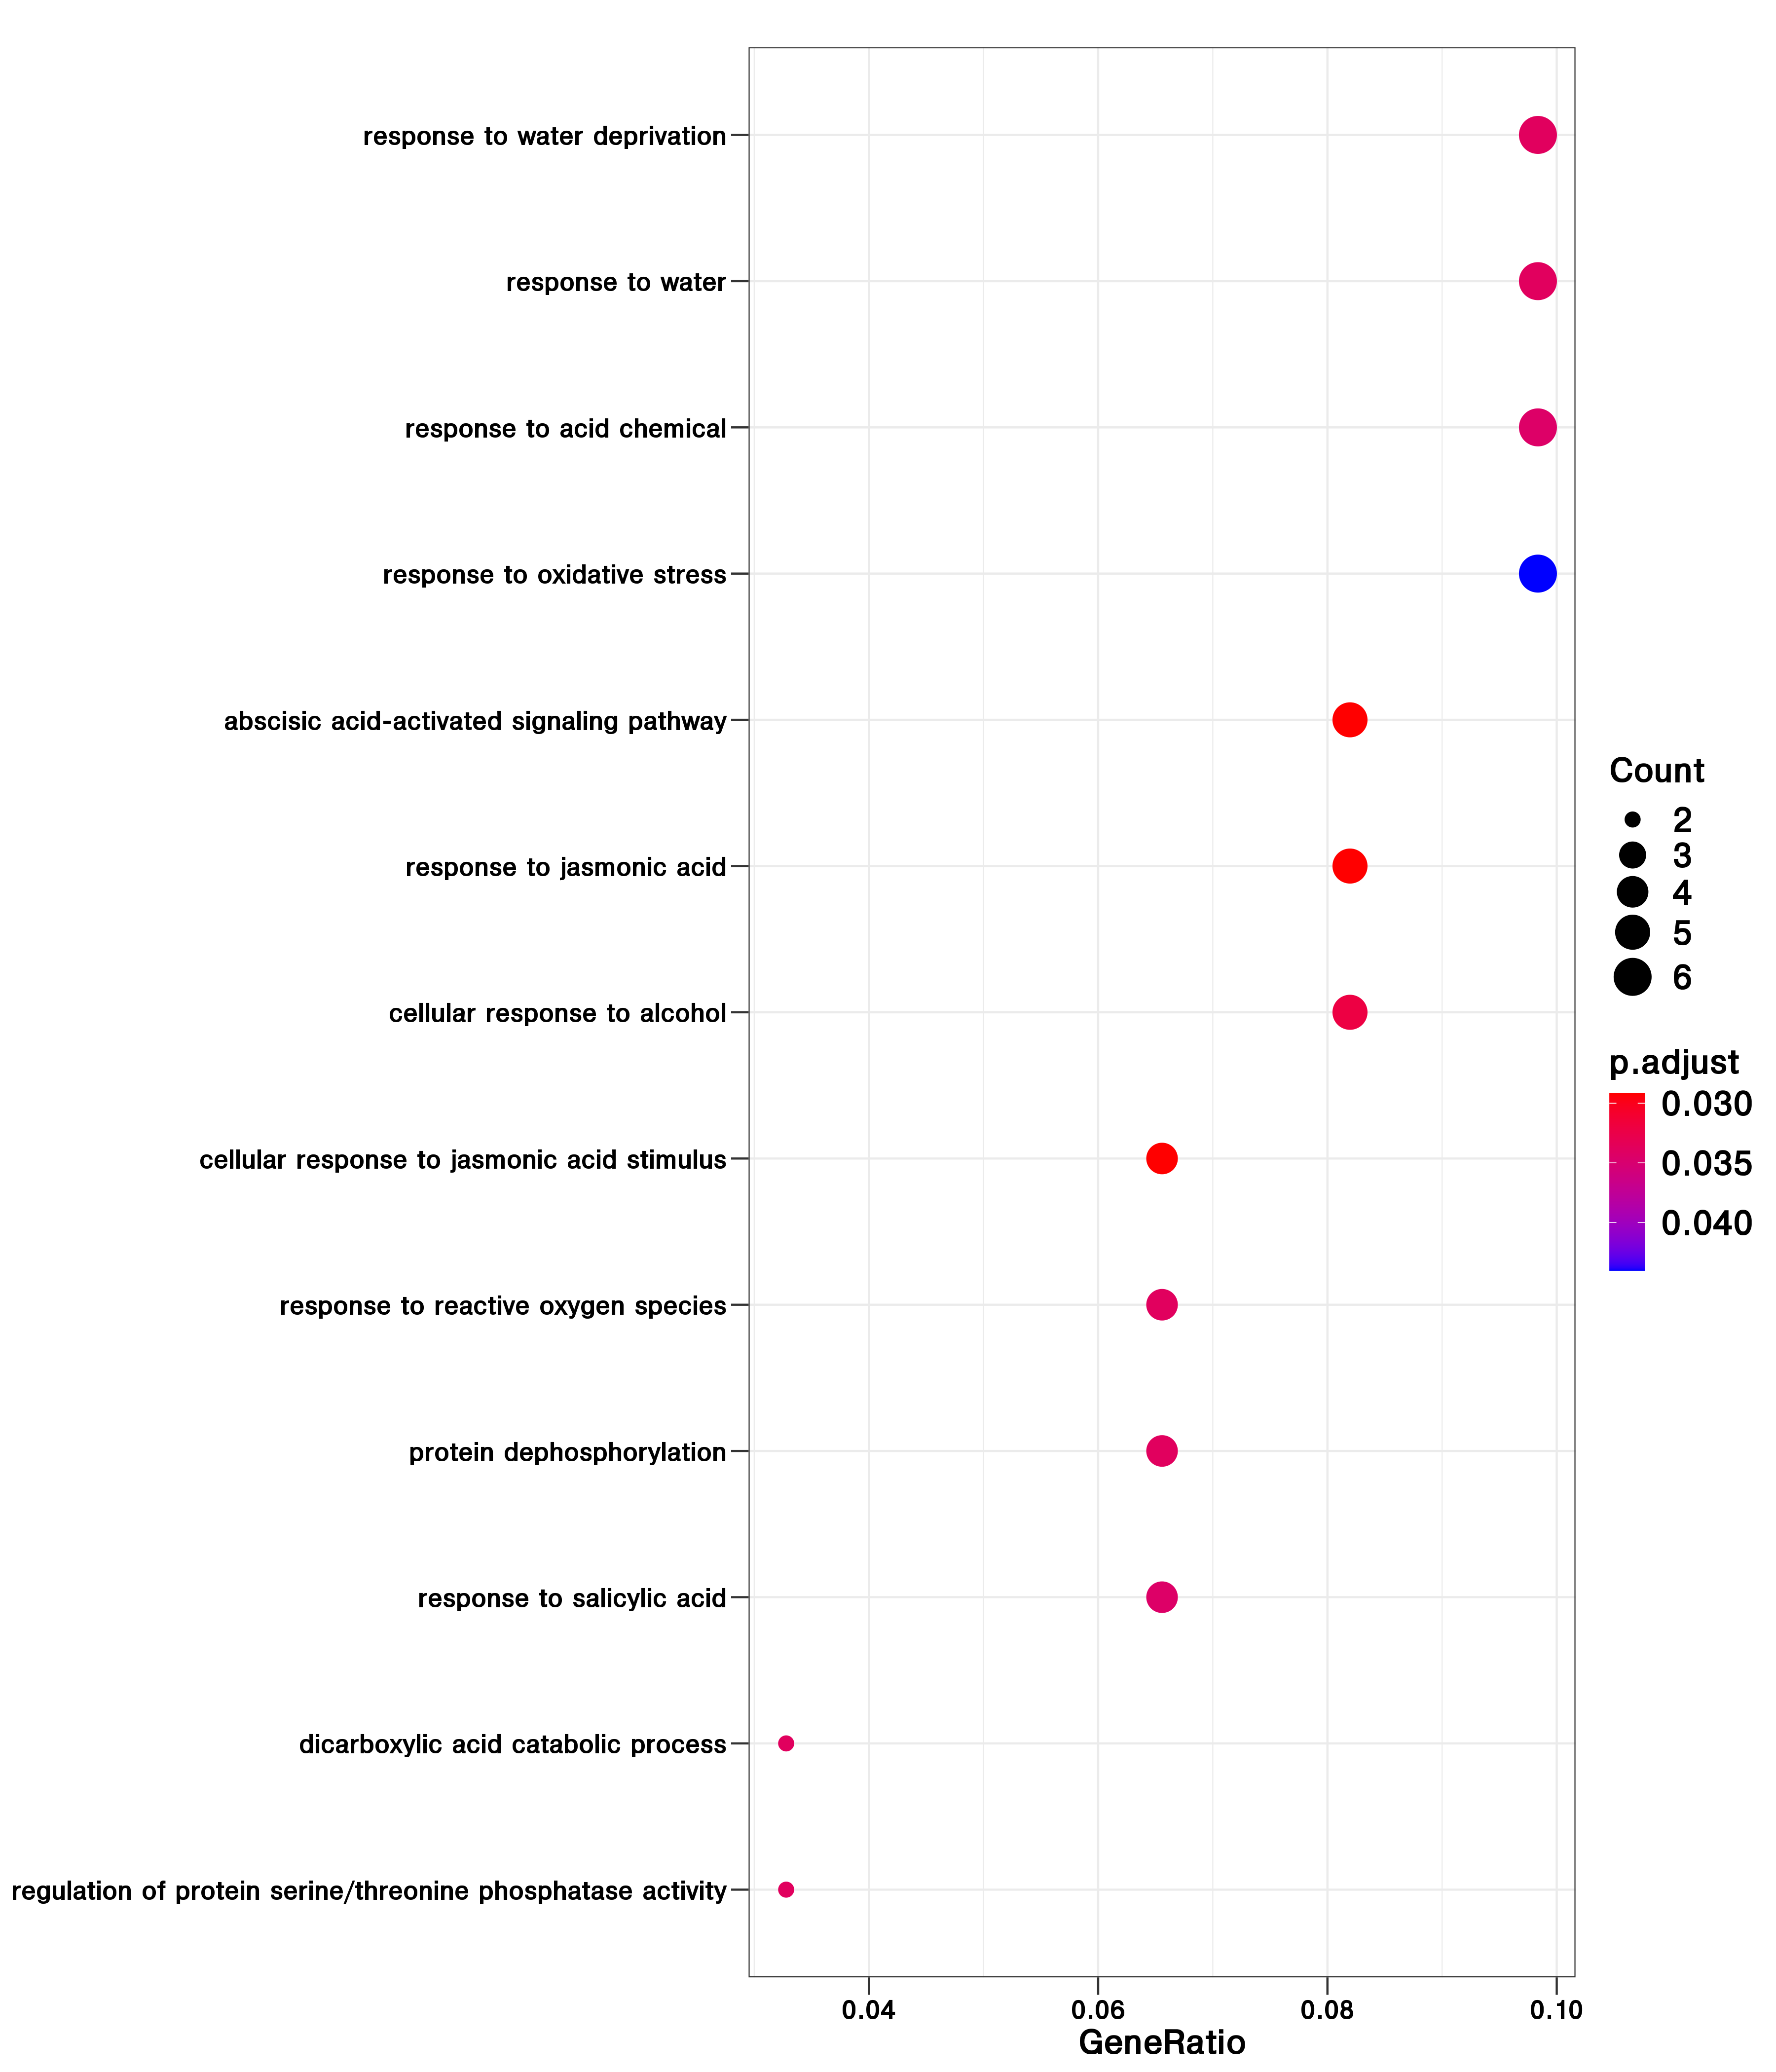 response to water deprivation
response to water
response to acid chemical
response to oxidative stress
abscisic acid-activated signaling pathway
response to jasmonic acid
cellular response to alcohol
cellular response to jasmonic acid stimulus
response to reactive oxygen species
protein dephosphorylation
response to salicylic acid
dicarboxylic acid catabolic process
regulation of protein serine/threonine phosphatase activity
0.04 0.06 0.08 0.10
GeneRatio
Count
2
3
4
5
6
p.adjust
0.030
0.035
0.040